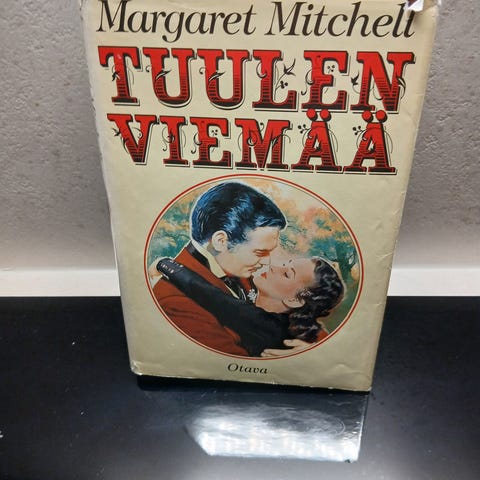 Margaret Mitchell
TUULEN
VIEMÄÄ
Otava